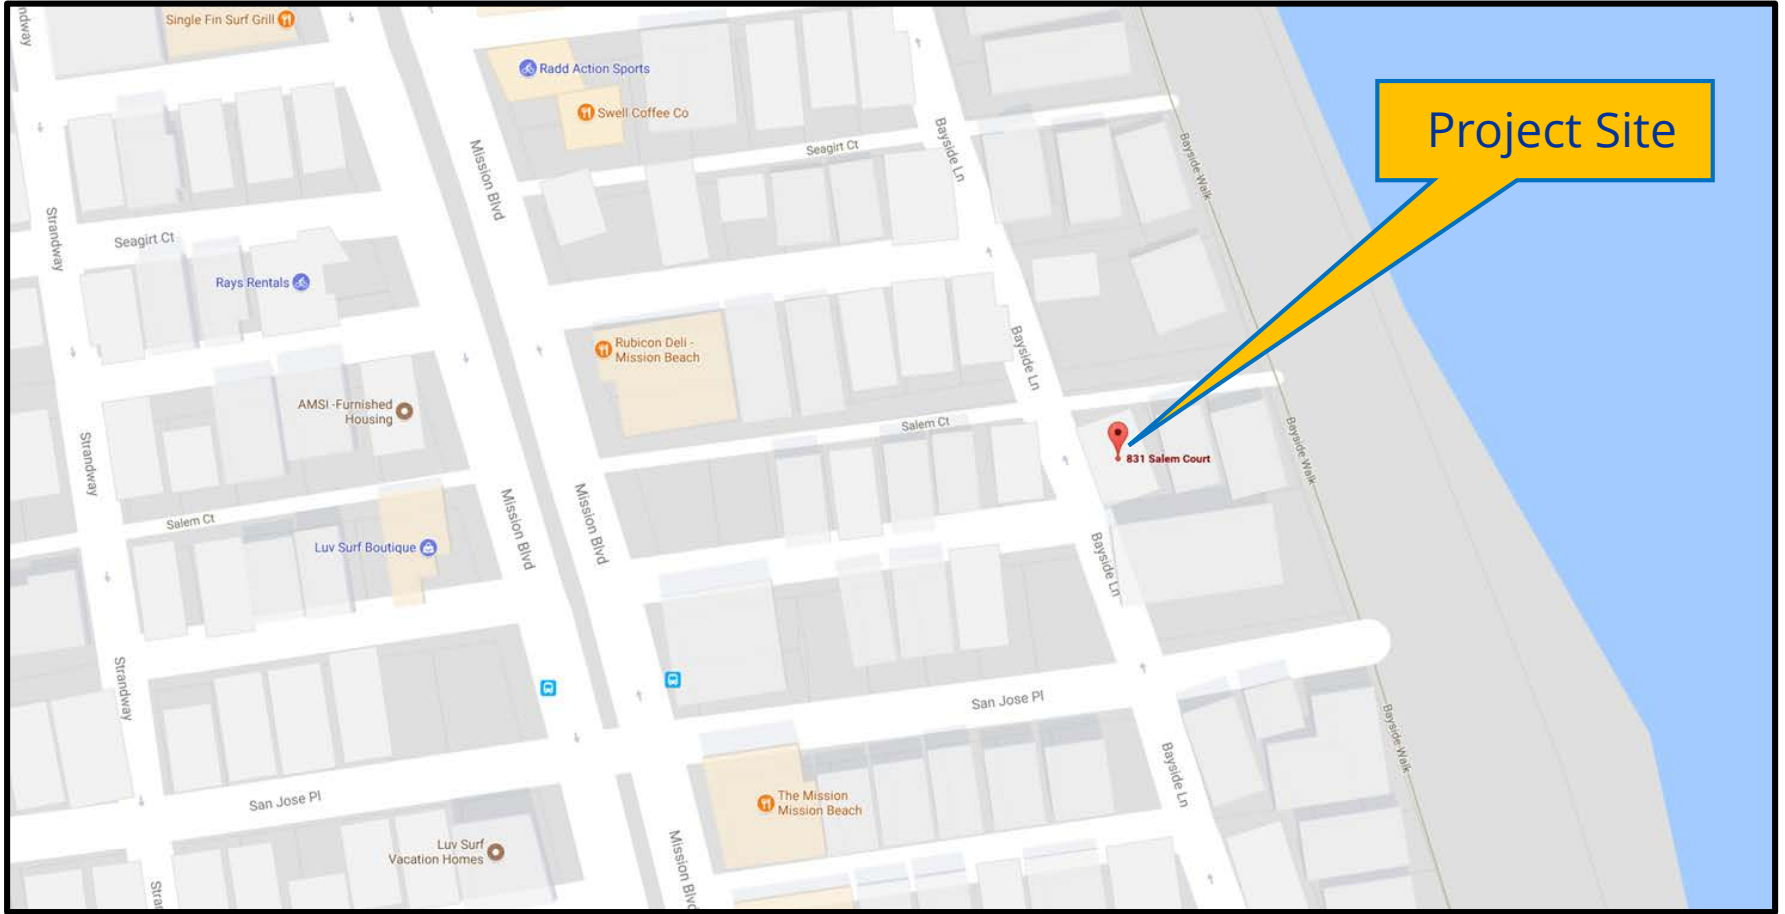 ndway
Single Fin Surf Grill
Radd Action Sports
Swell Coffee Co
Project Site
Mission Blvd
Seagirt Ct
Bayside Ln
Bayside Walk
Strandway
Seagirt Ct
Rays Rentals
Rubicon Deli -
Mission Beach
Bayside Ln
AMSI -Furnished
Housing
Salem Ct
831 Salem Court
Bayside Walk
Strandway
Mission Blvd
Mission Blvd
Salem Ct
Luv Surf Boutique
Bayside Ln
Strandway
San Jose Pl
Bayside Walk
San Jose Pl
The Mission
Mission Beach
Bayside Ln
Luv Surf
Vacation Homes
Mission Blvd
Stra